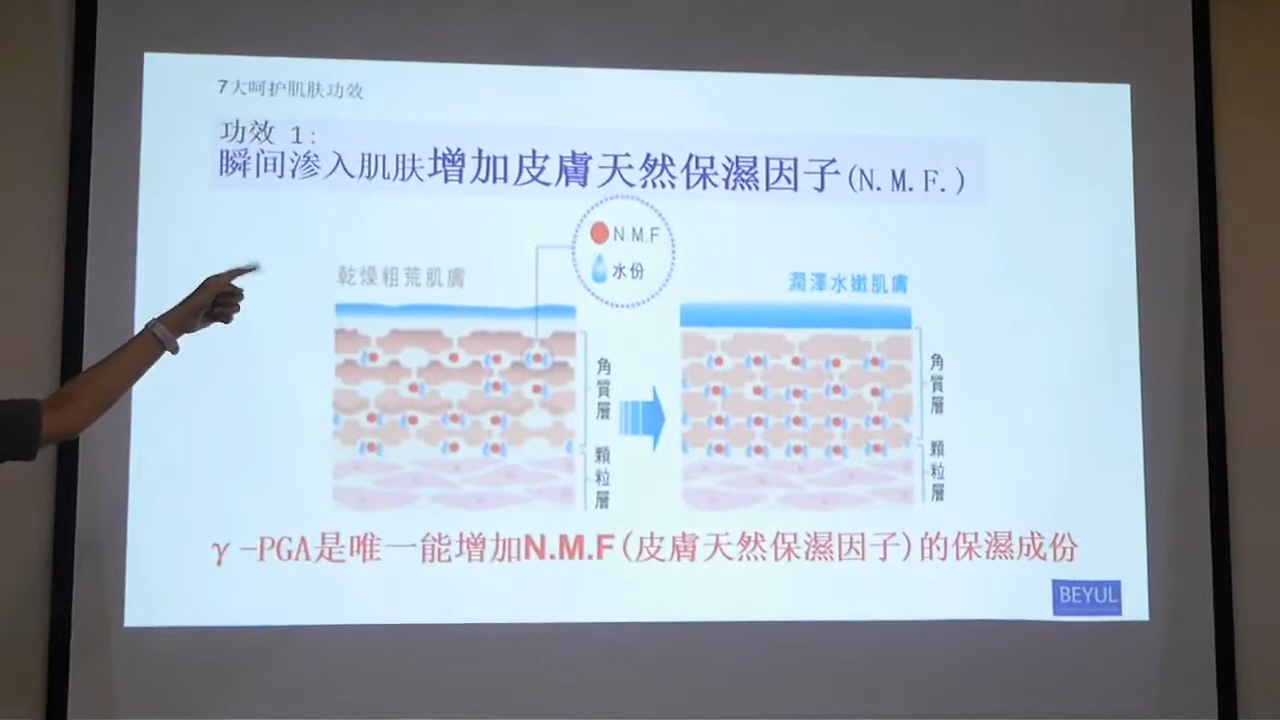 7大呵护肌肤功效
功效 1:
瞬间渗入肌肤增加皮膚天然保濕因子(N.M.F.)
N.M.F
水份
乾燥粗荒肌膚
潤澤水嫩肌膚
角質層
顆粒層
角質層
顆粒層
γ-PGA是唯一能增加N.M.F(皮膚天然保濕因子)的保濕成份
BEYUL